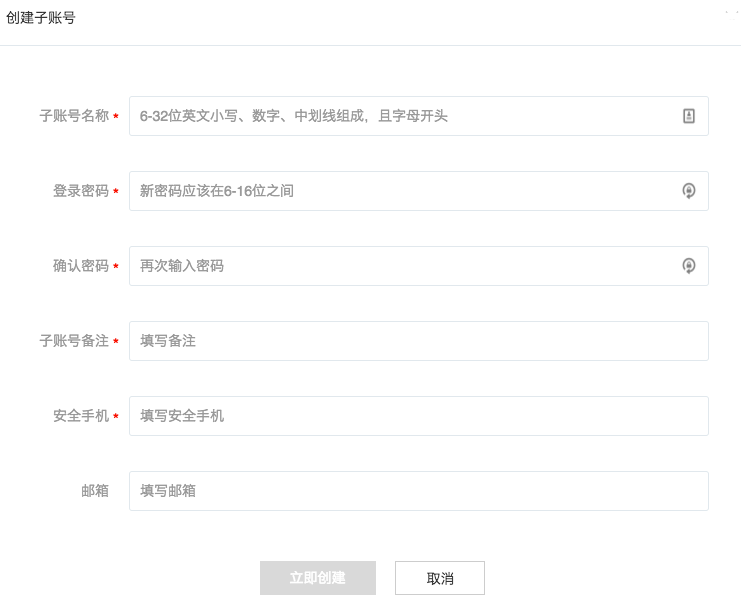 创建子账号
子账号名称 * 6-32位英文小写、数字、中划线组成，且字母开头
登录密码 * 新密码应该在6-16位之间
确认密码 * 再次输入密码
子账号备注 * 填写备注
安全手机 * 填写安全手机
邮箱 填写邮箱
立即创建 取消